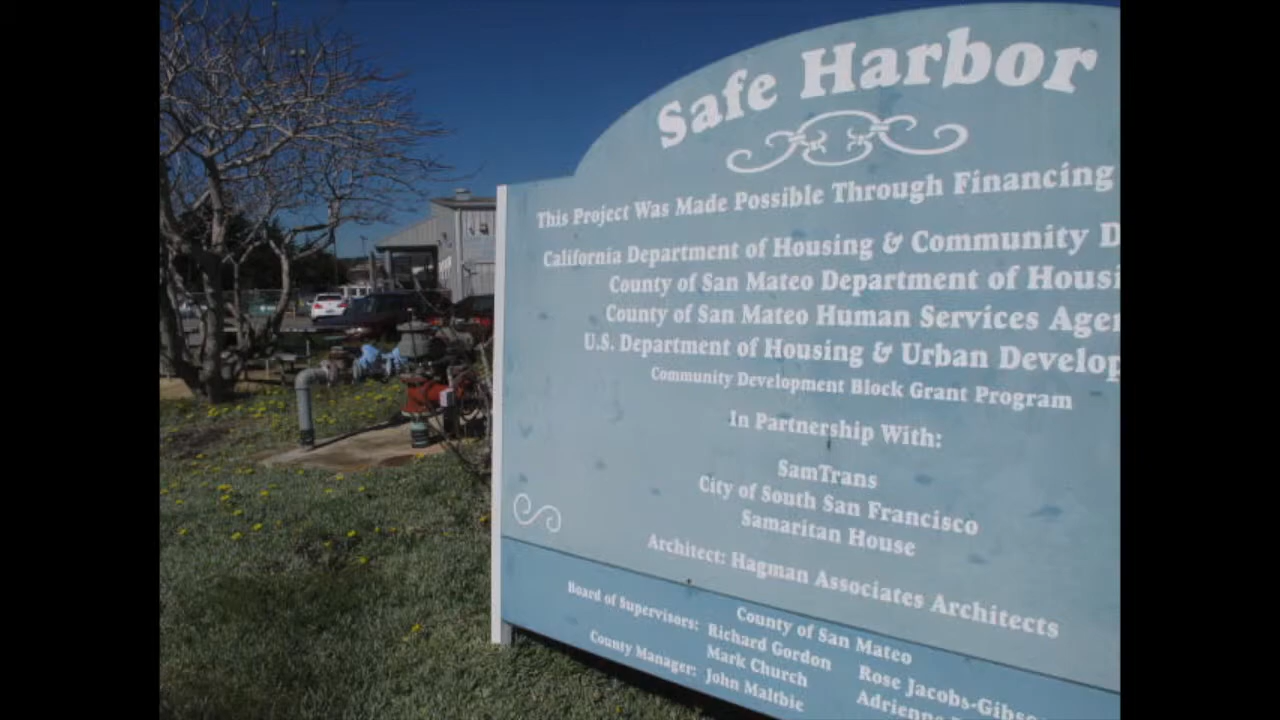 Safe Harbor
This Project Was Made Possible Through Financing
California Department of Housing & Community
County of San Mateo Department of
County of San Mateo Human Services
U.S. Department of Housing & Urban
Community Development Block Grant Program
In Partnership With:
SamTrans
City of South San Francisco
Samaritan House
Architect: Hagman Associates Architects
County of San Mateo
Board of Supervisors: Richard Gordon Rose
Mark Church
County Manager: John Maltbie